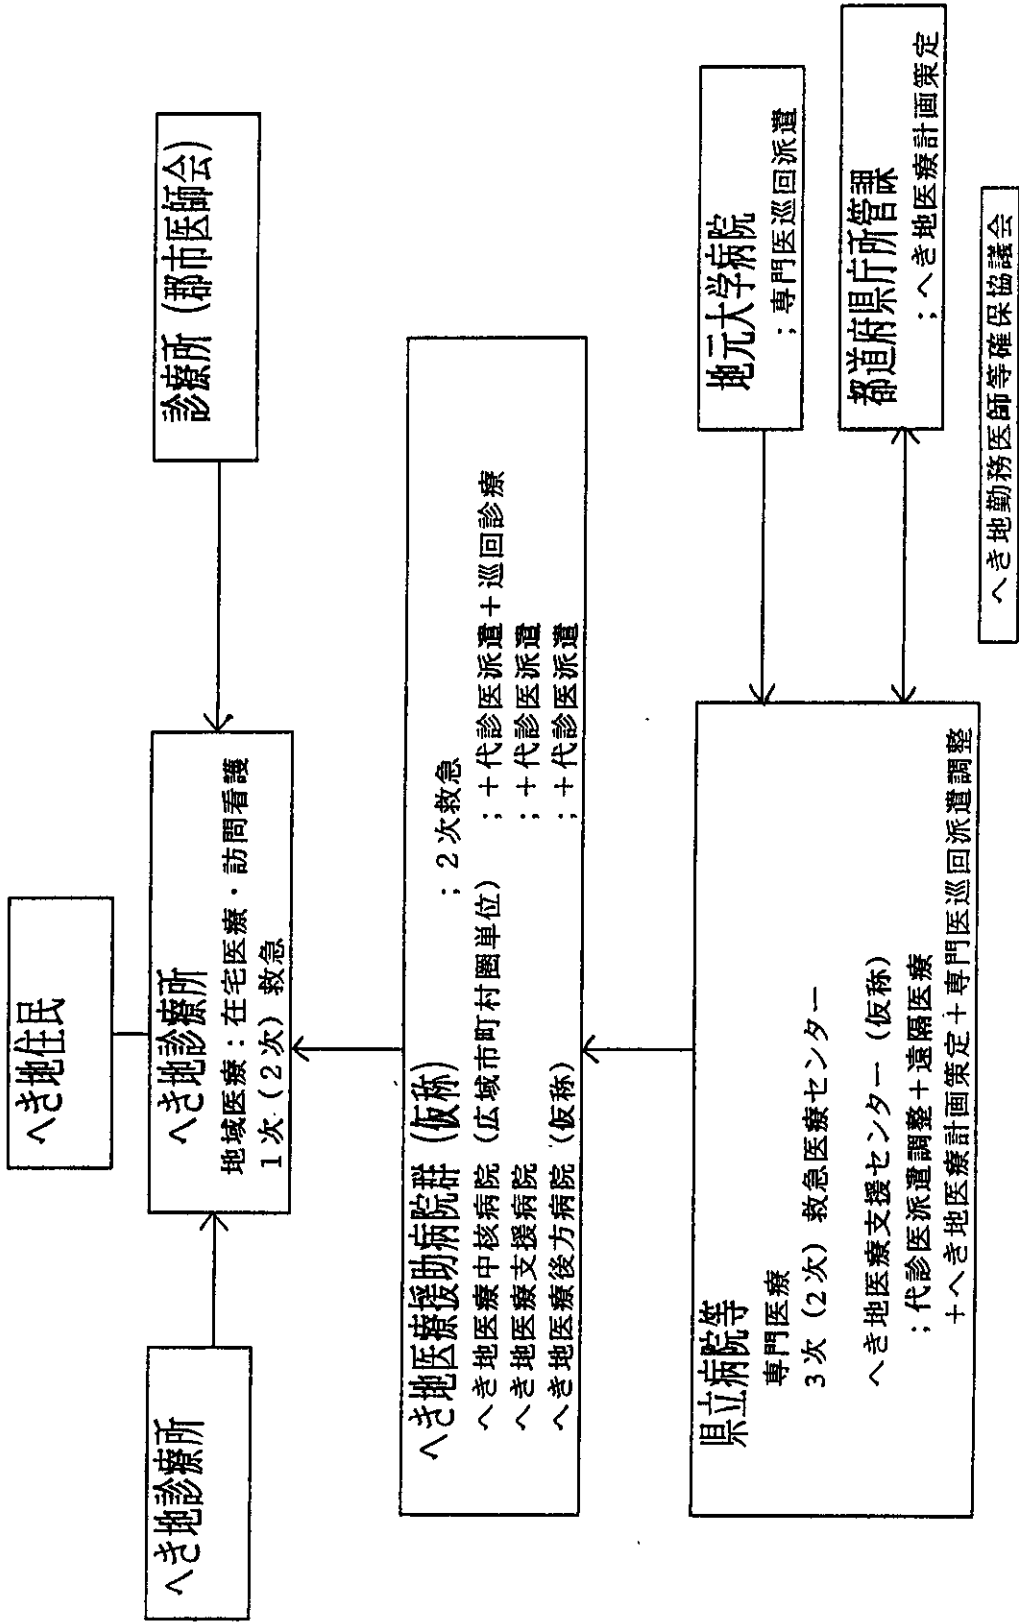 へき地住民
へき地診療所
へき地診療所
地域医療：在宅医療・訪問看護
1次（2次）救急
診療所（郡市医師会）
へき地医療援助病院群（仮称）　；2次救急
へき地医療中核病院（広域市町村圏単位）；＋代診医派遣＋巡回診療
へき地医療支援病院　；＋代診医派遣
へき地医療後方病院（仮称）　；＋代診医派遣
県立病院等
専門医療
3次（2次）救急医療センター
へき地医療支援センター（仮称）
；代診医派遣調整＋遠隔医療
＋へき地医療計画策定＋専門医巡回派遣調整
地元大学病院
；専門医巡回派遣
都道府県庁所管課
；へき地医療計画策定
へき地勤務医師等確保協議会